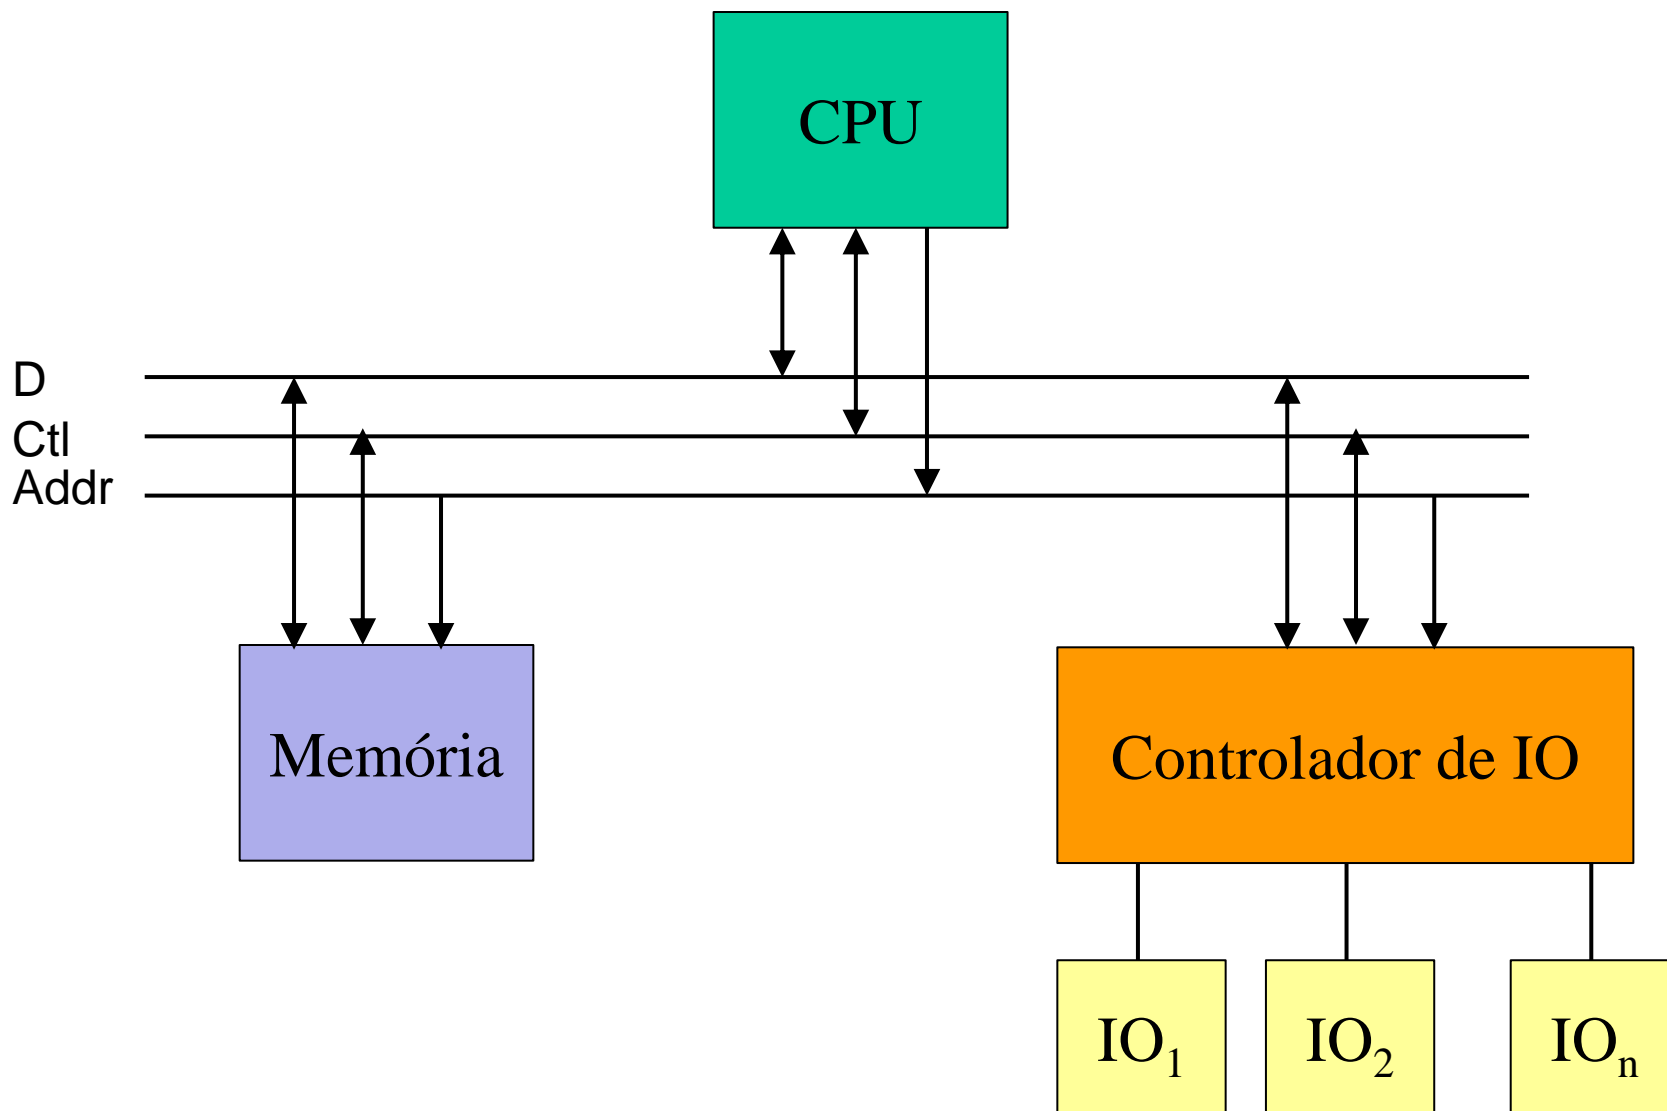 CPU
D
Ctl
Addr
Memória
Controlador de IO
IO₁
IO₂
IOₙ